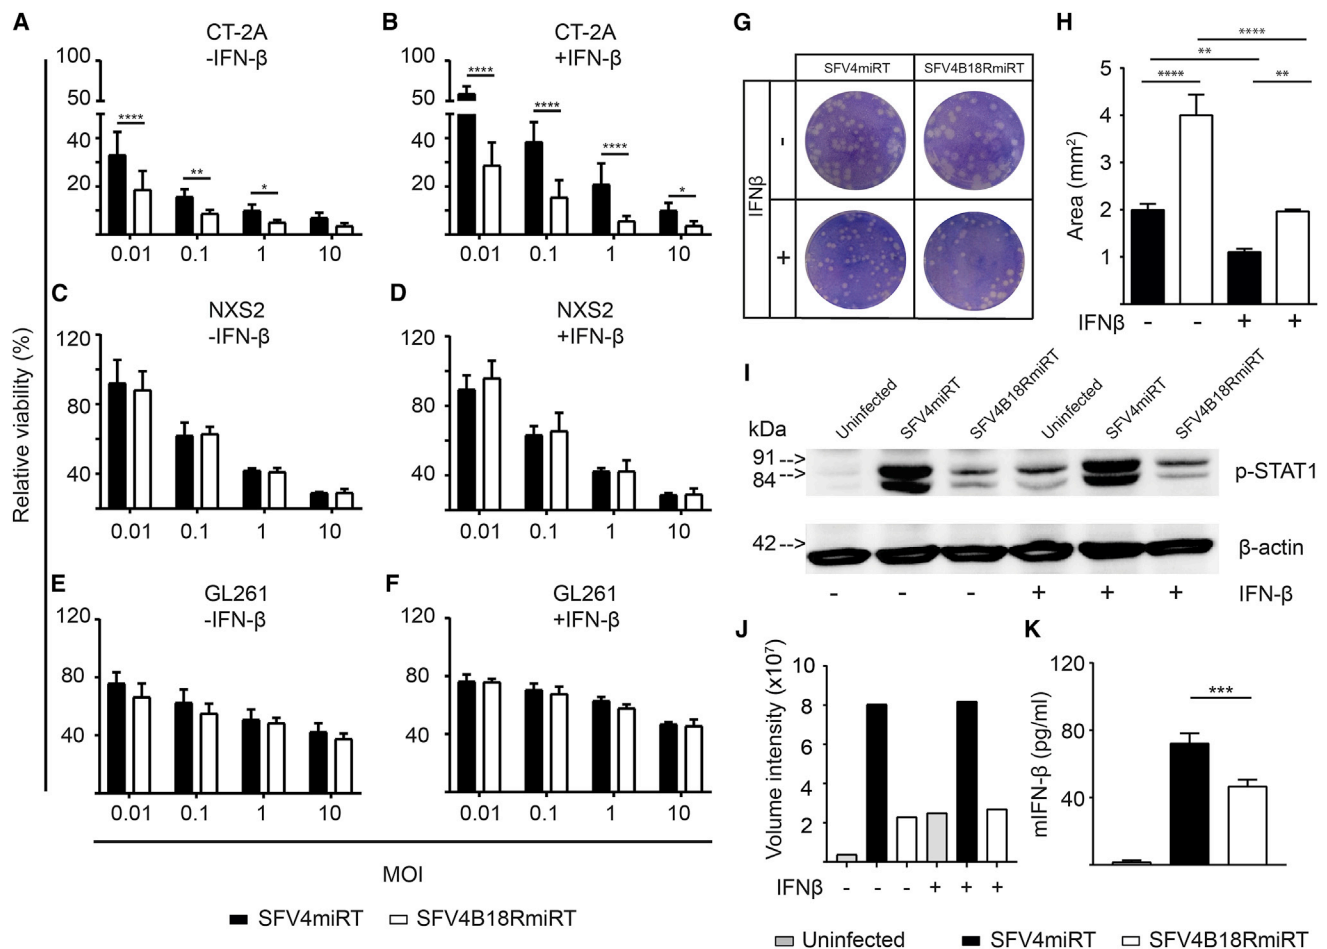 A
CT-2A
-IFN-β
100
50
40
20
****
**
*
0.01 0.1 1 10
B
CT-2A
+IFN-β
100
50
40
20
****
****
****
*
0.01 0.1 1 10
C
NXS2
-IFN-β
120
80
40
0.01 0.1 1 10
D
NXS2
+IFN-β
120
80
40
0.01 0.1 1 10
E
GL261
-IFN-β
120
80
40
0.01 0.1 1 10
F
GL261
+IFN-β
120
80
40
0.01 0.1 1 10
Relative viability (%)
MOI
SFV4miRT SFV4B18RmiRT
G
SFV4miRT SFV4B18RmiRT
IFNβ
-
+
H
****
**
**** **
5
4
3
2
1
Area (mm²)
IFNβ - - + +
I
kDa
Uninfected SFV4miRT SFV4B18RmiRT Uninfected SFV4miRT SFV4B18RmiRT
91 -->
84 -->
p-STAT1
42 -->
β-actin
- - - + + + IFN-β
J
10
8
6
4
2
Volume intensity (x10⁷)
IFNβ - - - + + +
K
120
80
40
mIFN-β (pg/ml)
***
Uninfected SFV4miRT SFV4B18RmiRT